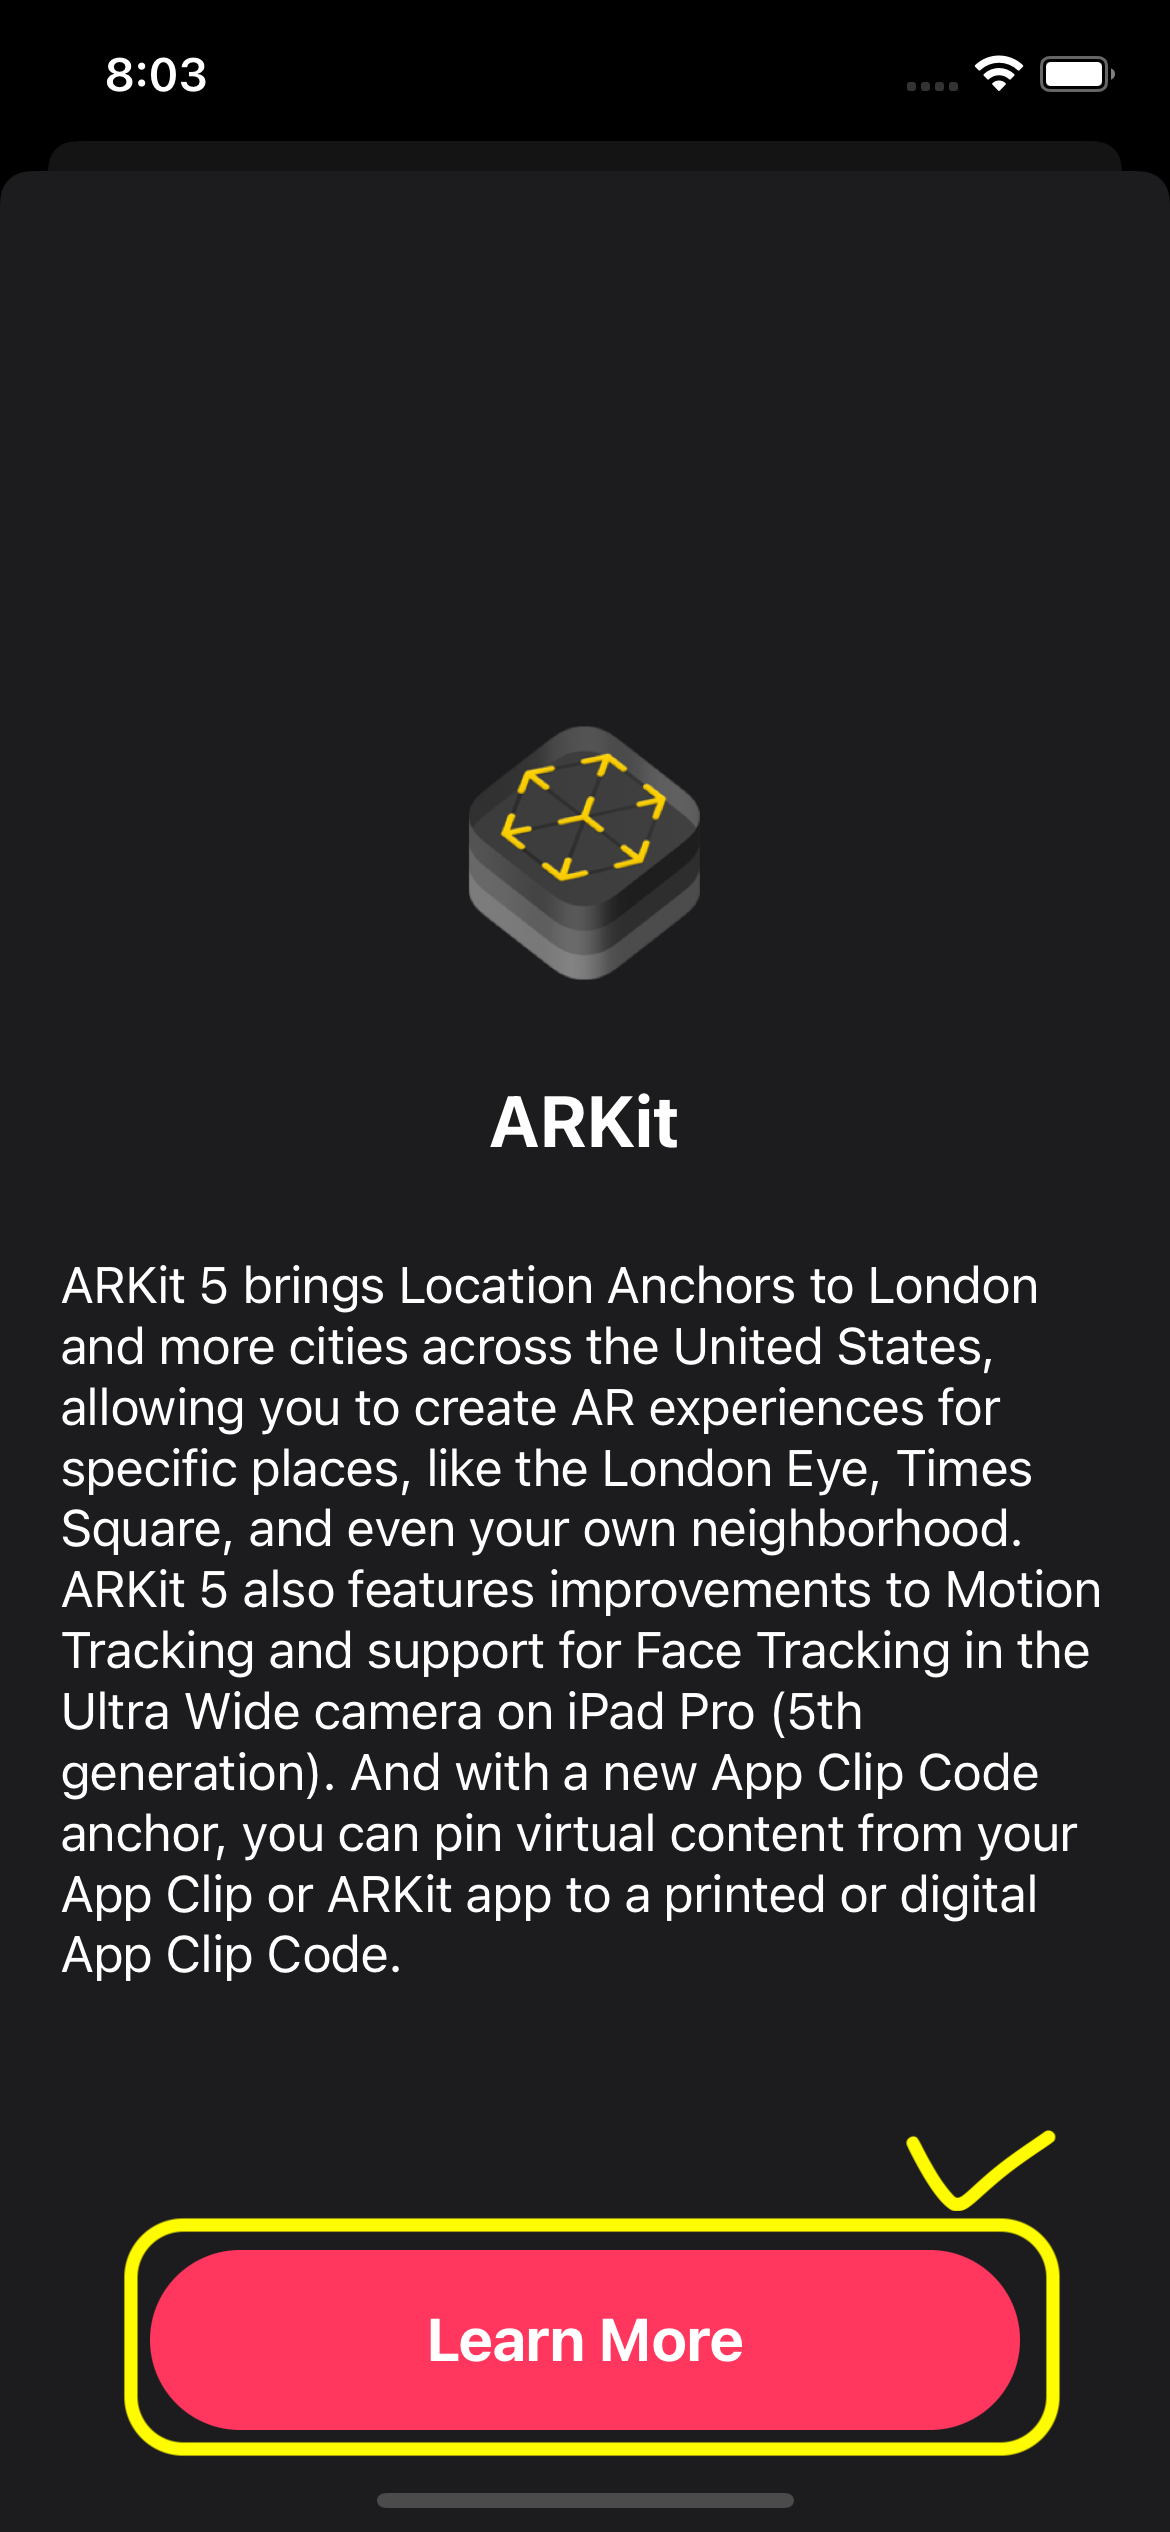 8:03
ARKit
ARKit 5 brings Location Anchors to London
and more cities across the United States,
allowing you to create AR experiences for
specific places, like the London Eye, Times
Square, and even your own neighborhood.
ARKit 5 also features improvements to Motion
Tracking and support for Face Tracking in the
Ultra Wide camera on iPad Pro (5th
generation). And with a new App Clip Code
anchor, you can pin virtual content from your
App Clip or ARKit app to a printed or digital
App Clip Code.
Learn More